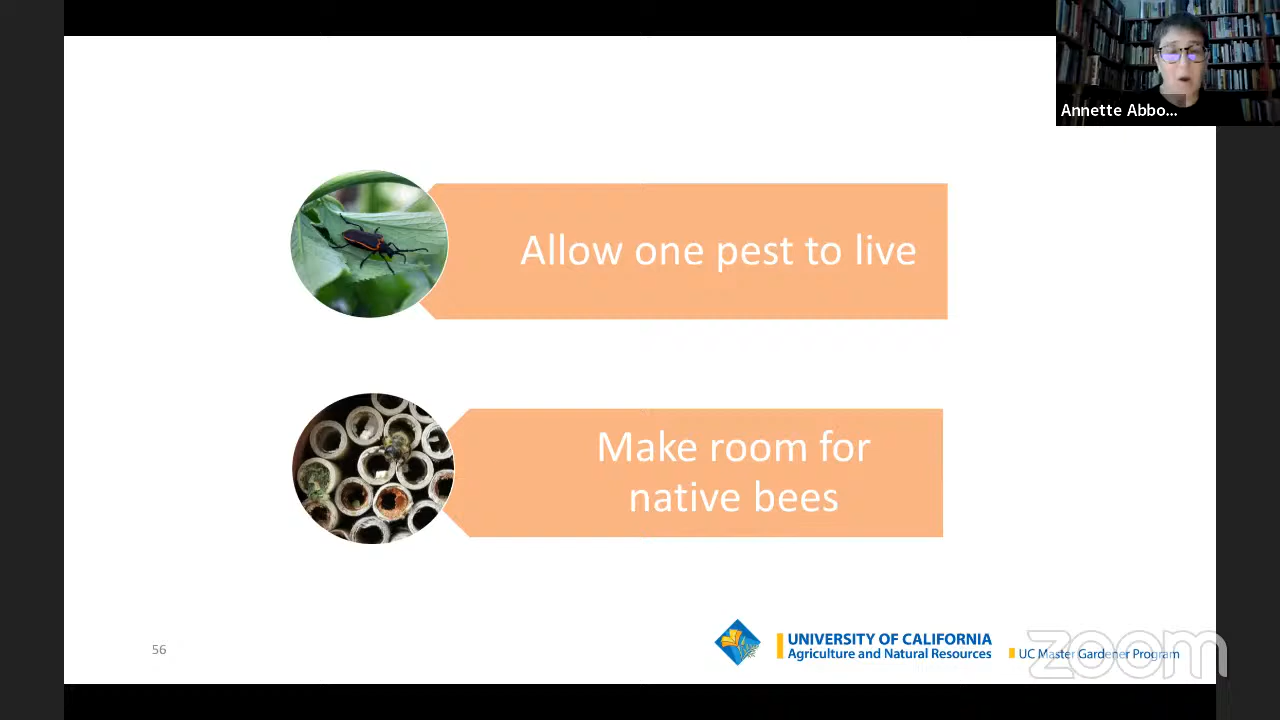 Annette Abbo...
Allow one pest to live
Make room for
native bees
56
UNIVERSITY OF CALIFORNIA
Agriculture and Natural Resources
UC Master Gardener Program
zoom